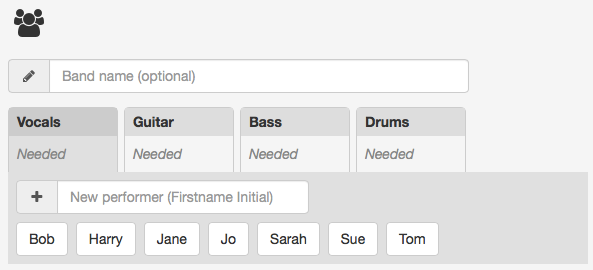 Band name (optional)
Vocals Guitar Bass Drums
Needed Needed Needed Needed
New performer (Firstname Initial)
Bob Harry Jane Jo Sarah Sue Tom